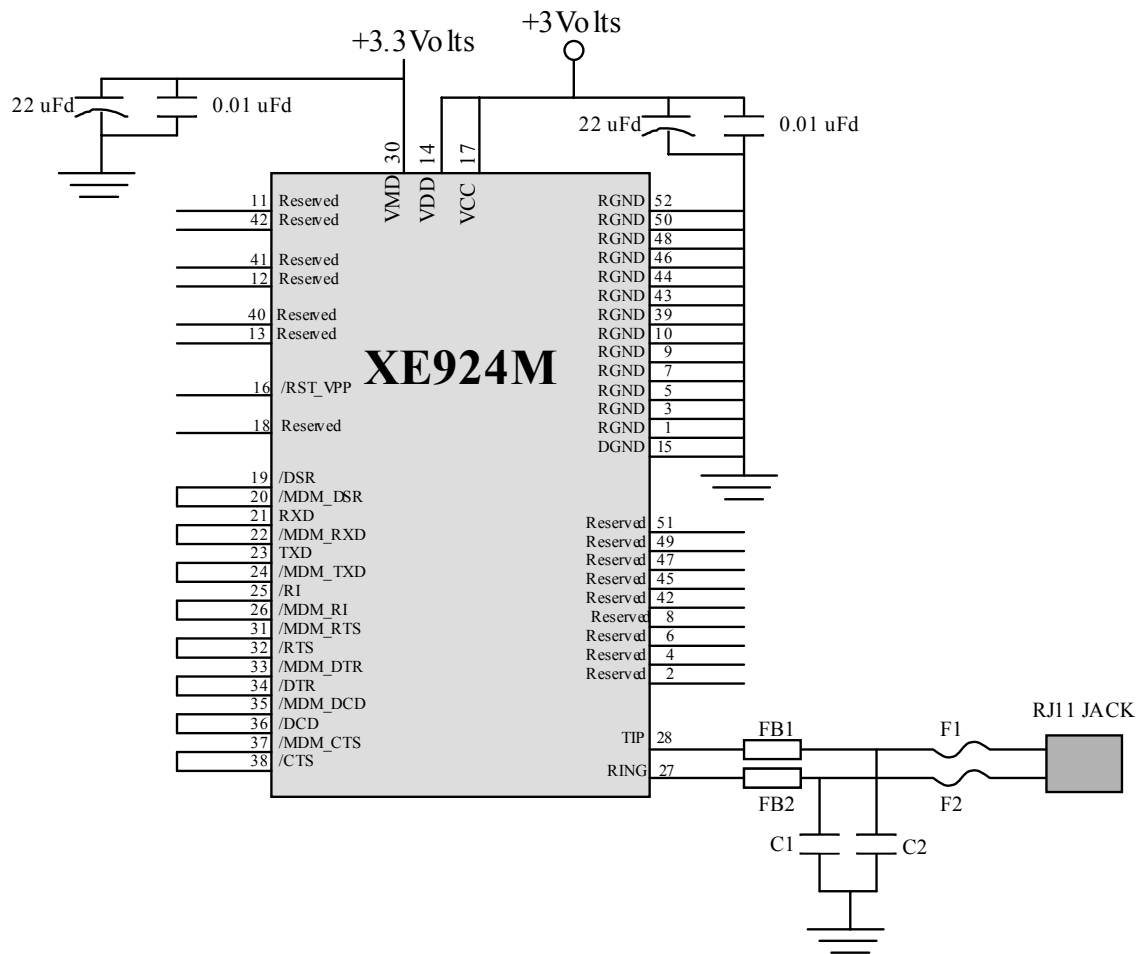 +3.3Volts
+3Volts
22 uFd
0.01 uFd
22 uFd
0.01 uFd
VMD 30
VDD 14
VCC 17
11 Reserved
42 Reserved
41 Reserved
12 Reserved
40 Reserved
13 Reserved
16 /RST_VPP
18 Reserved
19 /DSR
20 /MDM_DSR
21 RXD
22 /MDM_RXD
23 TXD
24 /MDM_TXD
25 /RI
26 /MDM_RI
31 /MDM_RTS
32 /RTS
33 /MDM_DTR
34 /DTR
35 /MDM_DCD
36 /DCD
37 /MDM_CTS
38 /CTS
XE924M
RGND 52
RGND 50
RGND 48
RGND 46
RGND 44
RGND 43
RGND 39
RGND 10
RGND 9
RGND 7
RGND 5
RGND 3
RGND 1
DGND 15
Reserved 51
Reserved 49
Reserved 47
Reserved 45
Reserved 42
Reserved 8
Reserved 6
Reserved 4
Reserved 2
TIP 28
RING 27
FB1
FB2
F1
F2
RJ11 JACK
C1
C2